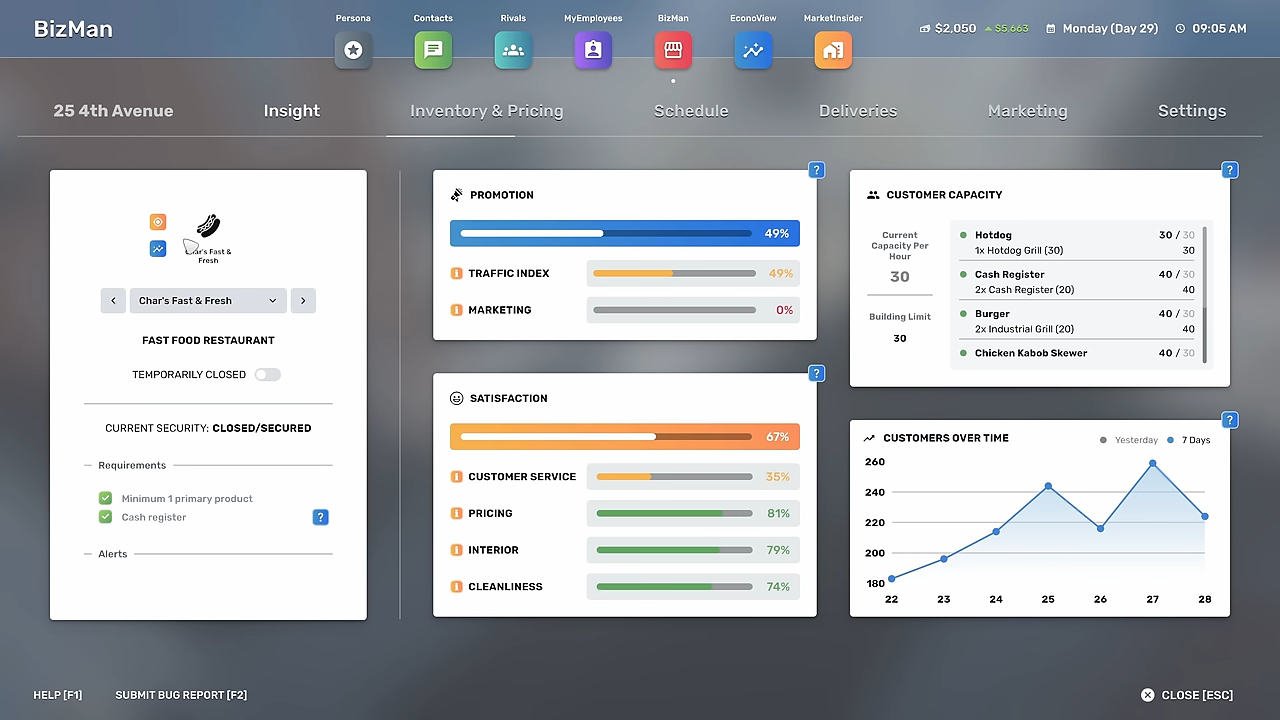 BizMan
Persona
Contacts
Rivals
MyEmployees
BizMan
EconoView
MarketInsider
$2,050
$5,663
Monday (Day 29)
09:05 AM
25 4th Avenue
Insight
Inventory & Pricing
Schedule
Deliveries
Marketing
Settings
Fast &
Fresh
Char's Fast & Fresh
FAST FOOD RESTAURANT
TEMPORARILY CLOSED
CURRENT SECURITY: CLOSED/SECURED
Requirements
Minimum 1 primary product
Cash register
?
Alerts
?
PROMOTION
49%
TRAFFIC INDEX
49%
MARKETING
0%
?
SATISFACTION
67%
CUSTOMER SERVICE
35%
PRICING
81%
INTERIOR
79%
CLEANLINESS
74%
?
CUSTOMER CAPACITY
Current
Capacity Per
Hour
30
Building Limit
30
Hotdog 30 / 30
1x Hotdog Grill (30) 30
Cash Register 40 / 30
2x Cash Register (20) 40
Burger 40 / 30
2x Industrial Grill (20) 40
Chicken Kabob Skewer 40 / 30
?
CUSTOMERS OVER TIME
Yesterday
7 Days
260
240
220
200
180
22 23 24 25 26 27 28
HELP [F1]
SUBMIT BUG REPORT [F2]
CLOSE [ESC]